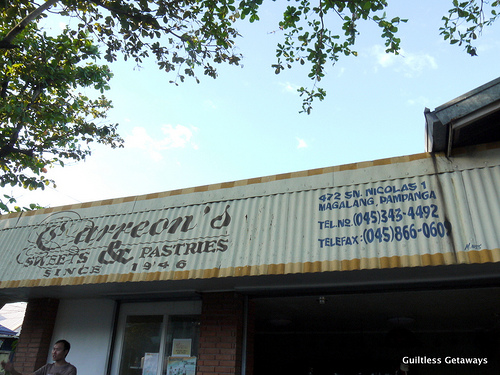 Carreon's
SWEETS & PASTRIES
SINCE 1946
472 SN. NICOLAS 1
MAGALANG, PAMPANGA
TEL.No. (045)343-4492
TELEFAX:(045)866-060
Guiltless Getaways